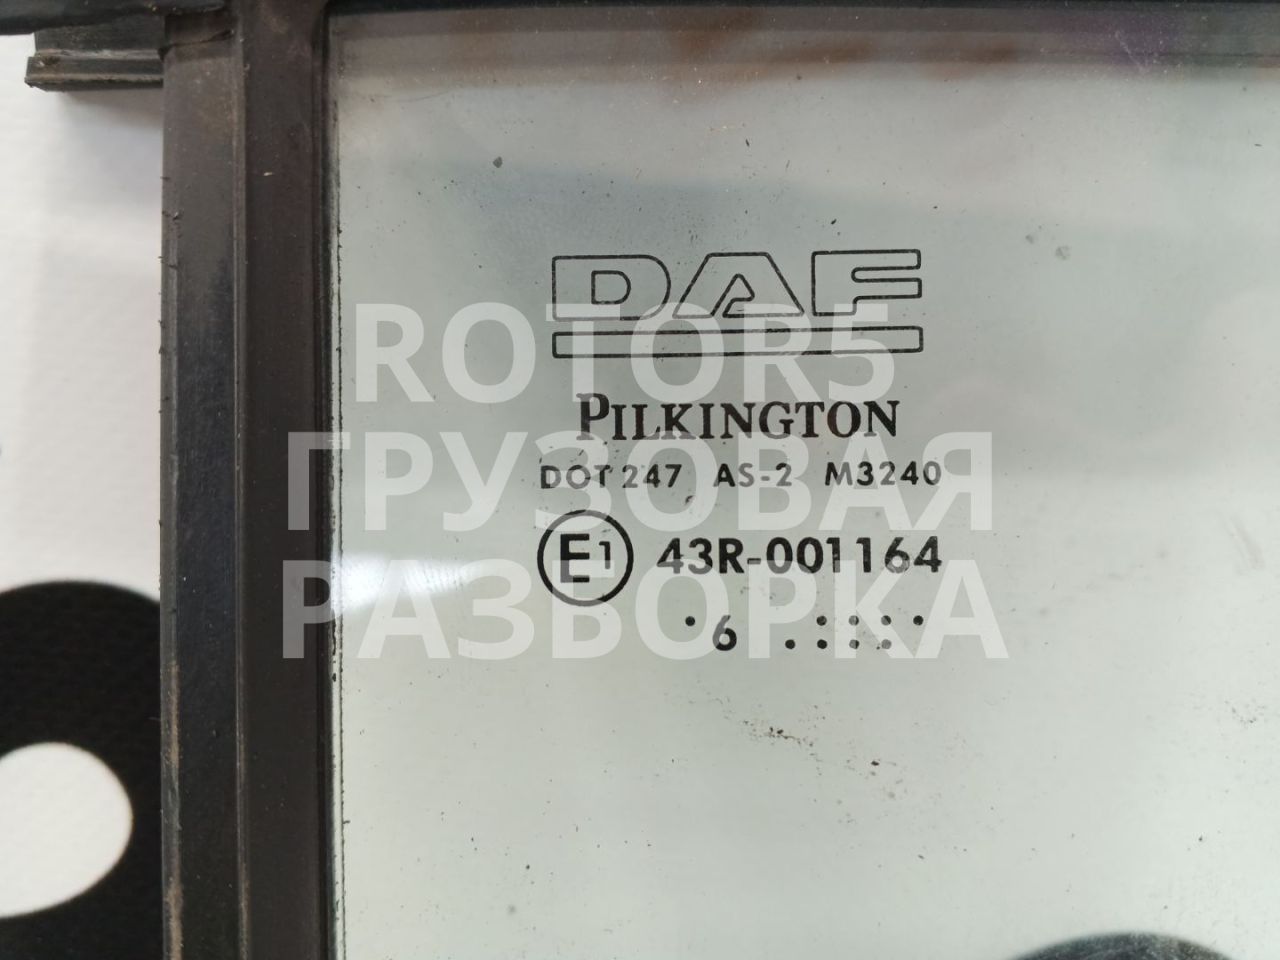 DAF
ROTOR5
PILKINGTON
ГРУЗОВАЯ
DOT 247 AS-2 M3240
E1 43R-001164
РАЗБОРКА
. 6 . : : : ˙